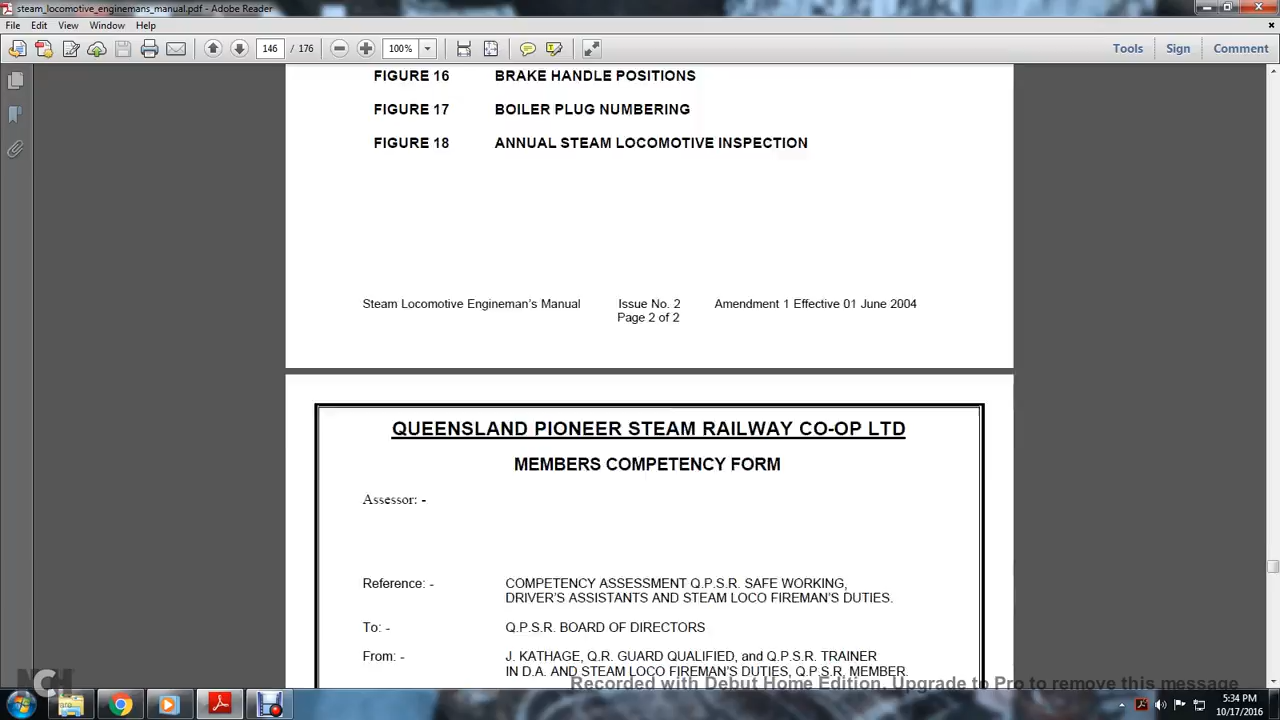 steam_locomotive_enginemans_manual.pdf - Adobe Reader
File Edit View Window Help
146 / 176 100% Tools Sign Comment
FIGURE 16 BRAKE HANDLE POSITIONS
FIGURE 17 BOILER PLUG NUMBERING
FIGURE 18 ANNUAL STEAM LOCOMOTIVE INSPECTION
Steam Locomotive Engineman's Manual Issue No. 2 Amendment 1 Effective 01 June 2004
Page 2 of 2
QUEENSLAND PIONEER STEAM RAILWAY CO-OP LTD
MEMBERS COMPETENCY FORM
Assessor: -
Reference: - COMPETENCY ASSESSMENT Q.P.S.R. SAFE WORKING,
DRIVER'S ASSISTANTS AND STEAM LOCO FIREMAN'S DUTIES.
To: - Q.P.S.R. BOARD OF DIRECTORS
From: - J. KATHAGE, Q.R. GUARD QUALIFIED, and Q.P.S.R. TRAINER
IN D.A. AND STEAM LOCO FIREMAN'S DUTIES, Q.P.S.R, MEMBER.
Recorded with Debut Home Edition. Upgrade to Pro to remove this message
NCH
5:34 PM
10/17/2016